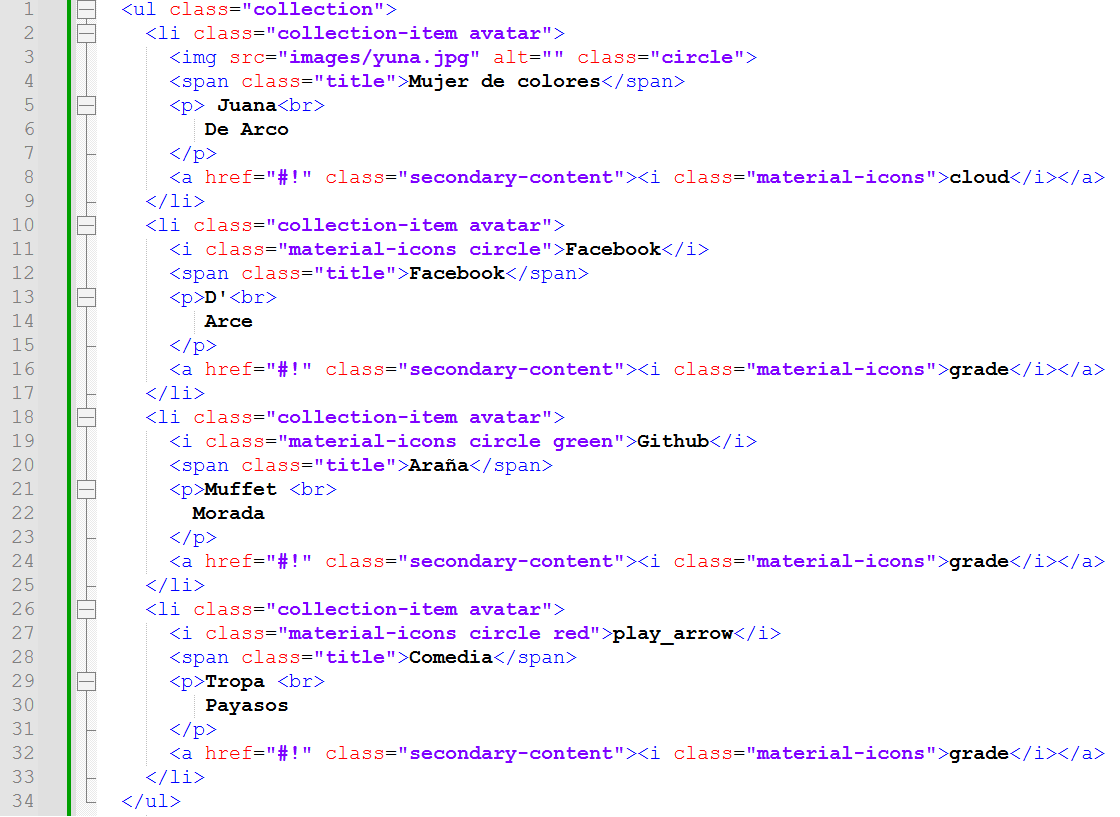 1 <ul class="collection">
2 <li class="collection-item avatar">
3 <img src="images/yuna.jpg" alt="" class="circle">
4 <span class="title">Mujer de colores</span>
5 <p> Juana<br>
6 De Arco
7 </p>
8 <a href="#!" class="secondary-content"><i class="material-icons">cloud</i></a>
9 </li>
10 <li class="collection-item avatar">
11 <i class="material-icons circle">Facebook</i>
12 <span class="title">Facebook</span>
13 <p>D'<br>
14 Arce
15 </p>
16 <a href="#!" class="secondary-content"><i class="material-icons">grade</i></a>
17 </li>
18 <li class="collection-item avatar">
19 <i class="material-icons circle green">Github</i>
20 <span class="title">Araña</span>
21 <p>Muffet <br>
22 Morada
23 </p>
24 <a href="#!" class="secondary-content"><i class="material-icons">grade</i></a>
25 </li>
26 <li class="collection-item avatar">
27 <i class="material-icons circle red">play_arrow</i>
28 <span class="title">Comedia</span>
29 <p>Tropa <br>
30 Payasos
31 </p>
32 <a href="#!" class="secondary-content"><i class="material-icons">grade</i></a>
33 </li>
34 </ul>